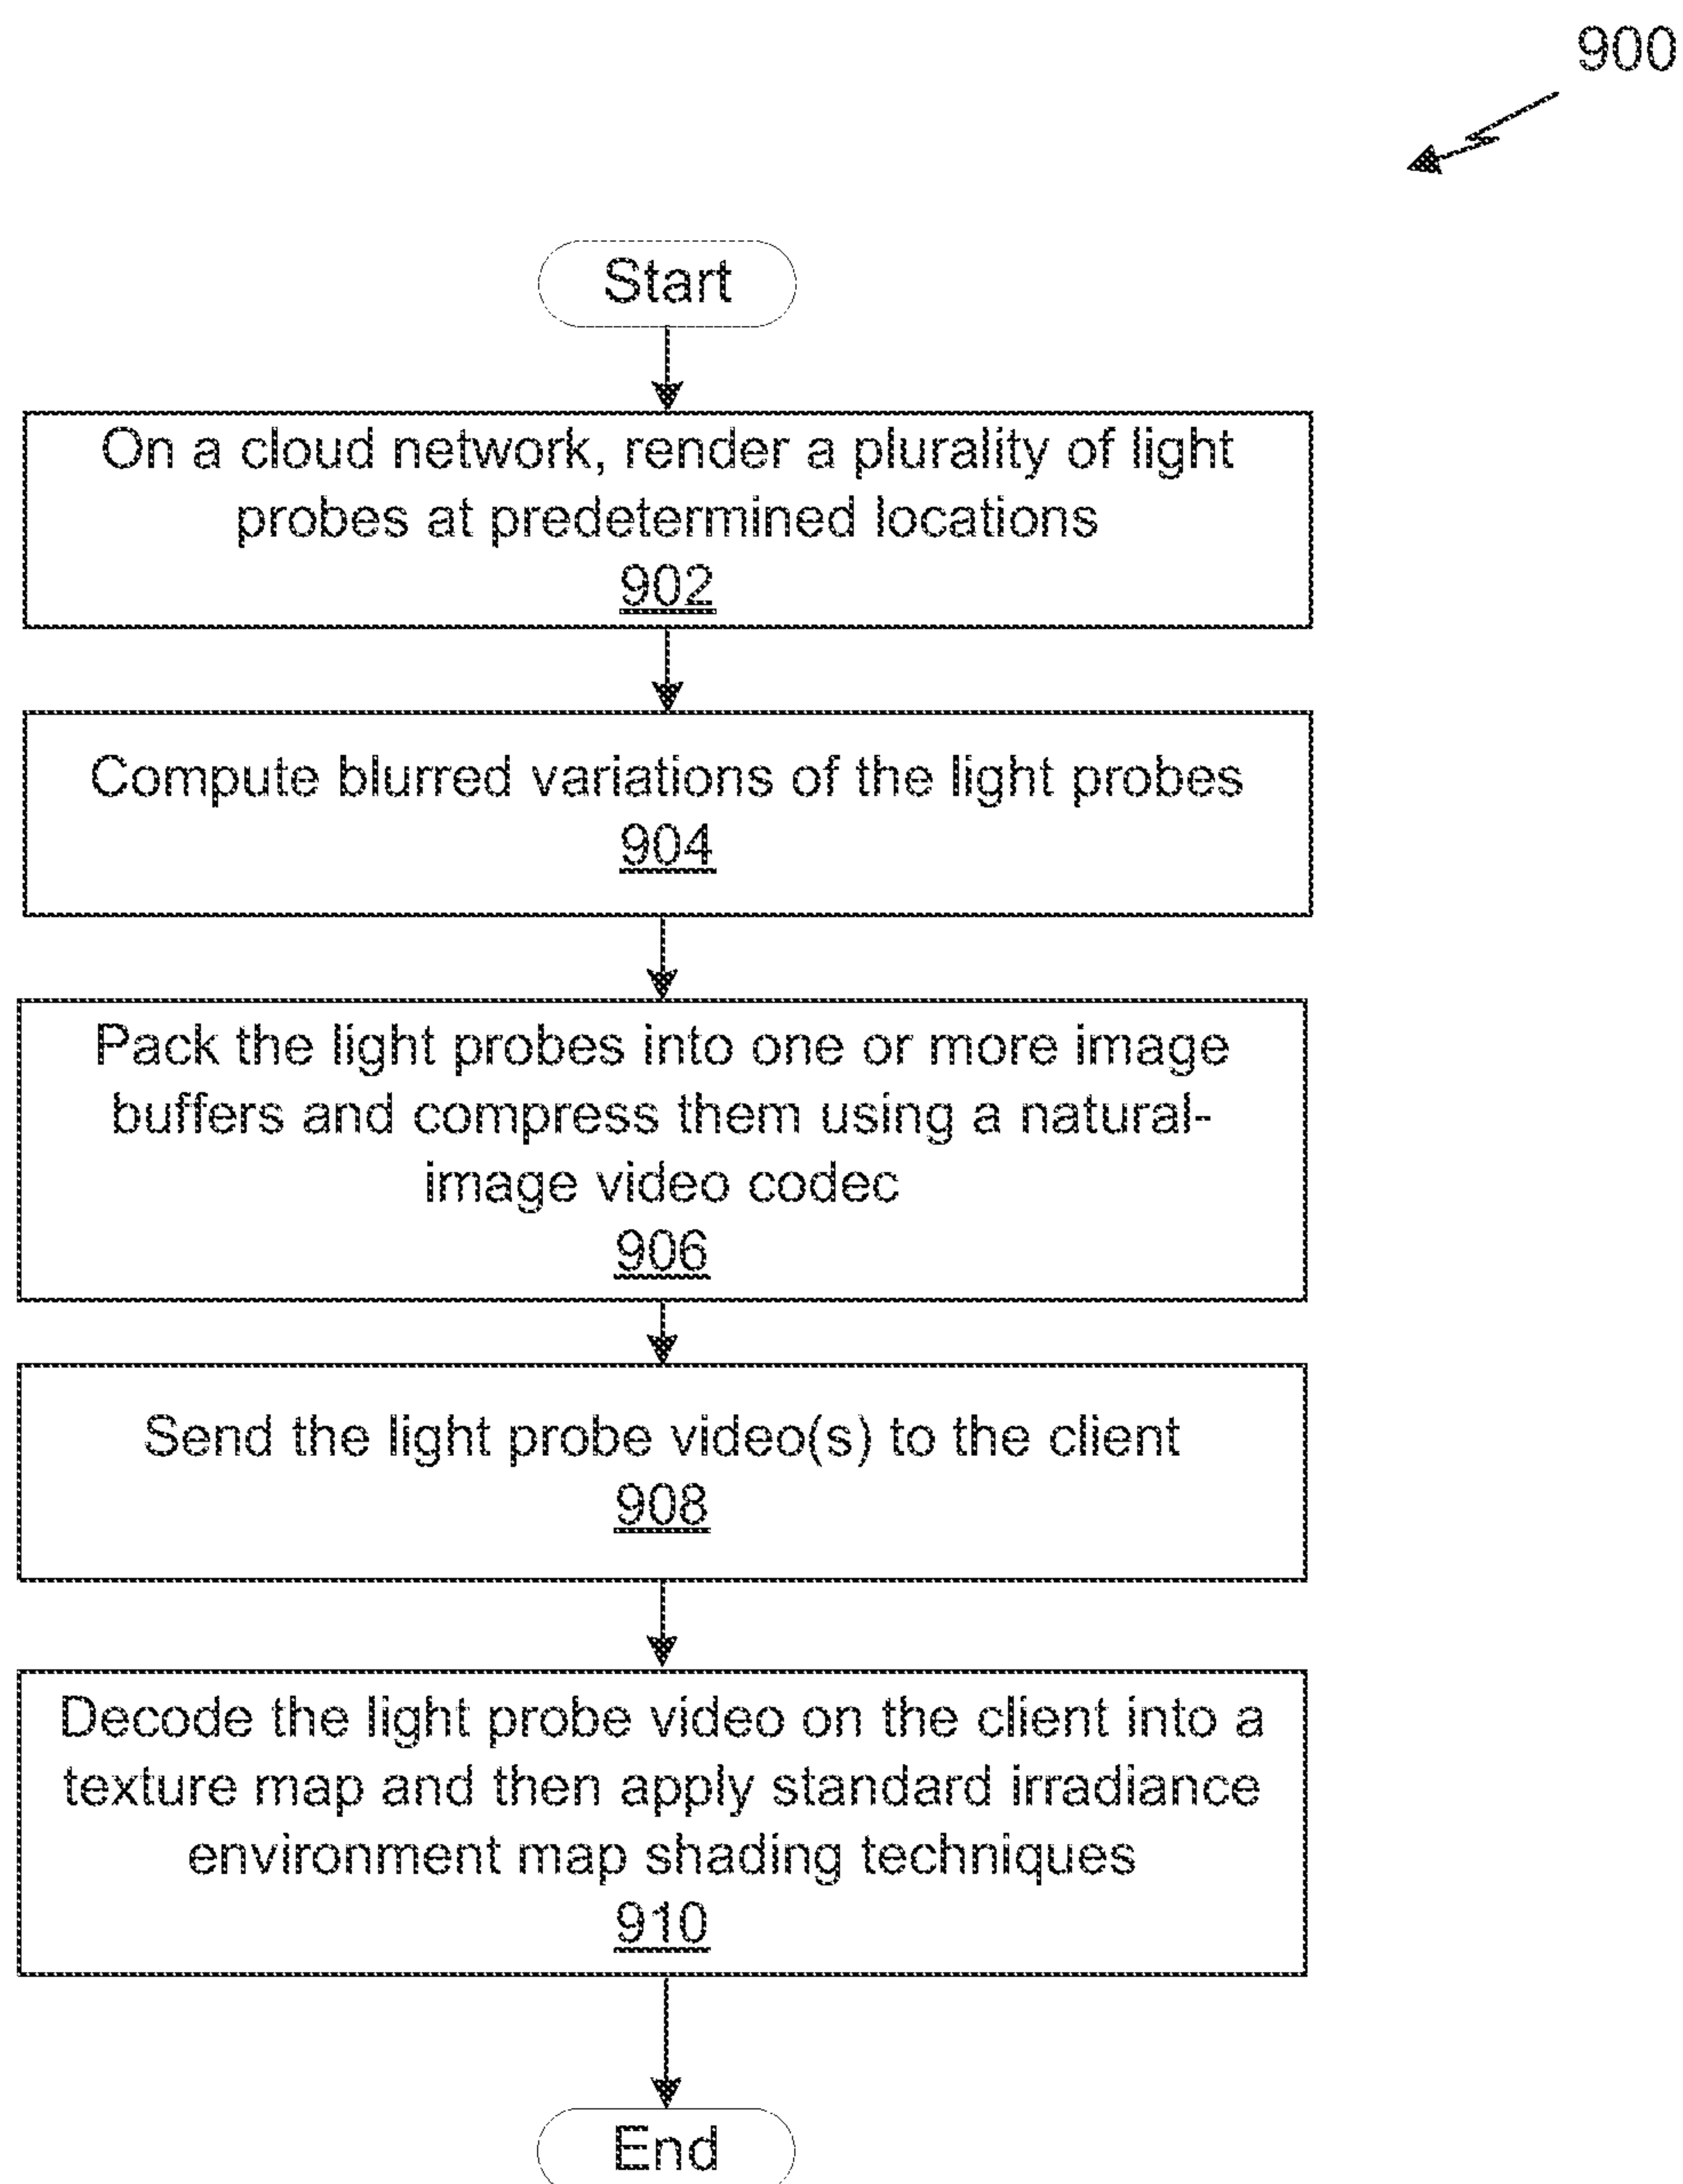 900
Start
On a cloud network, render a plurality of light
probes at predetermined locations
902
Compute blurred variations of the light probes
904
Pack the light probes into one or more image
buffers and compress them using a natural-
image video codec
906
Send the light probe video(s) to the client
908
Decode the light probe video on the client into a
texture map and then apply standard irradiance
environment map shading techniques
910
End